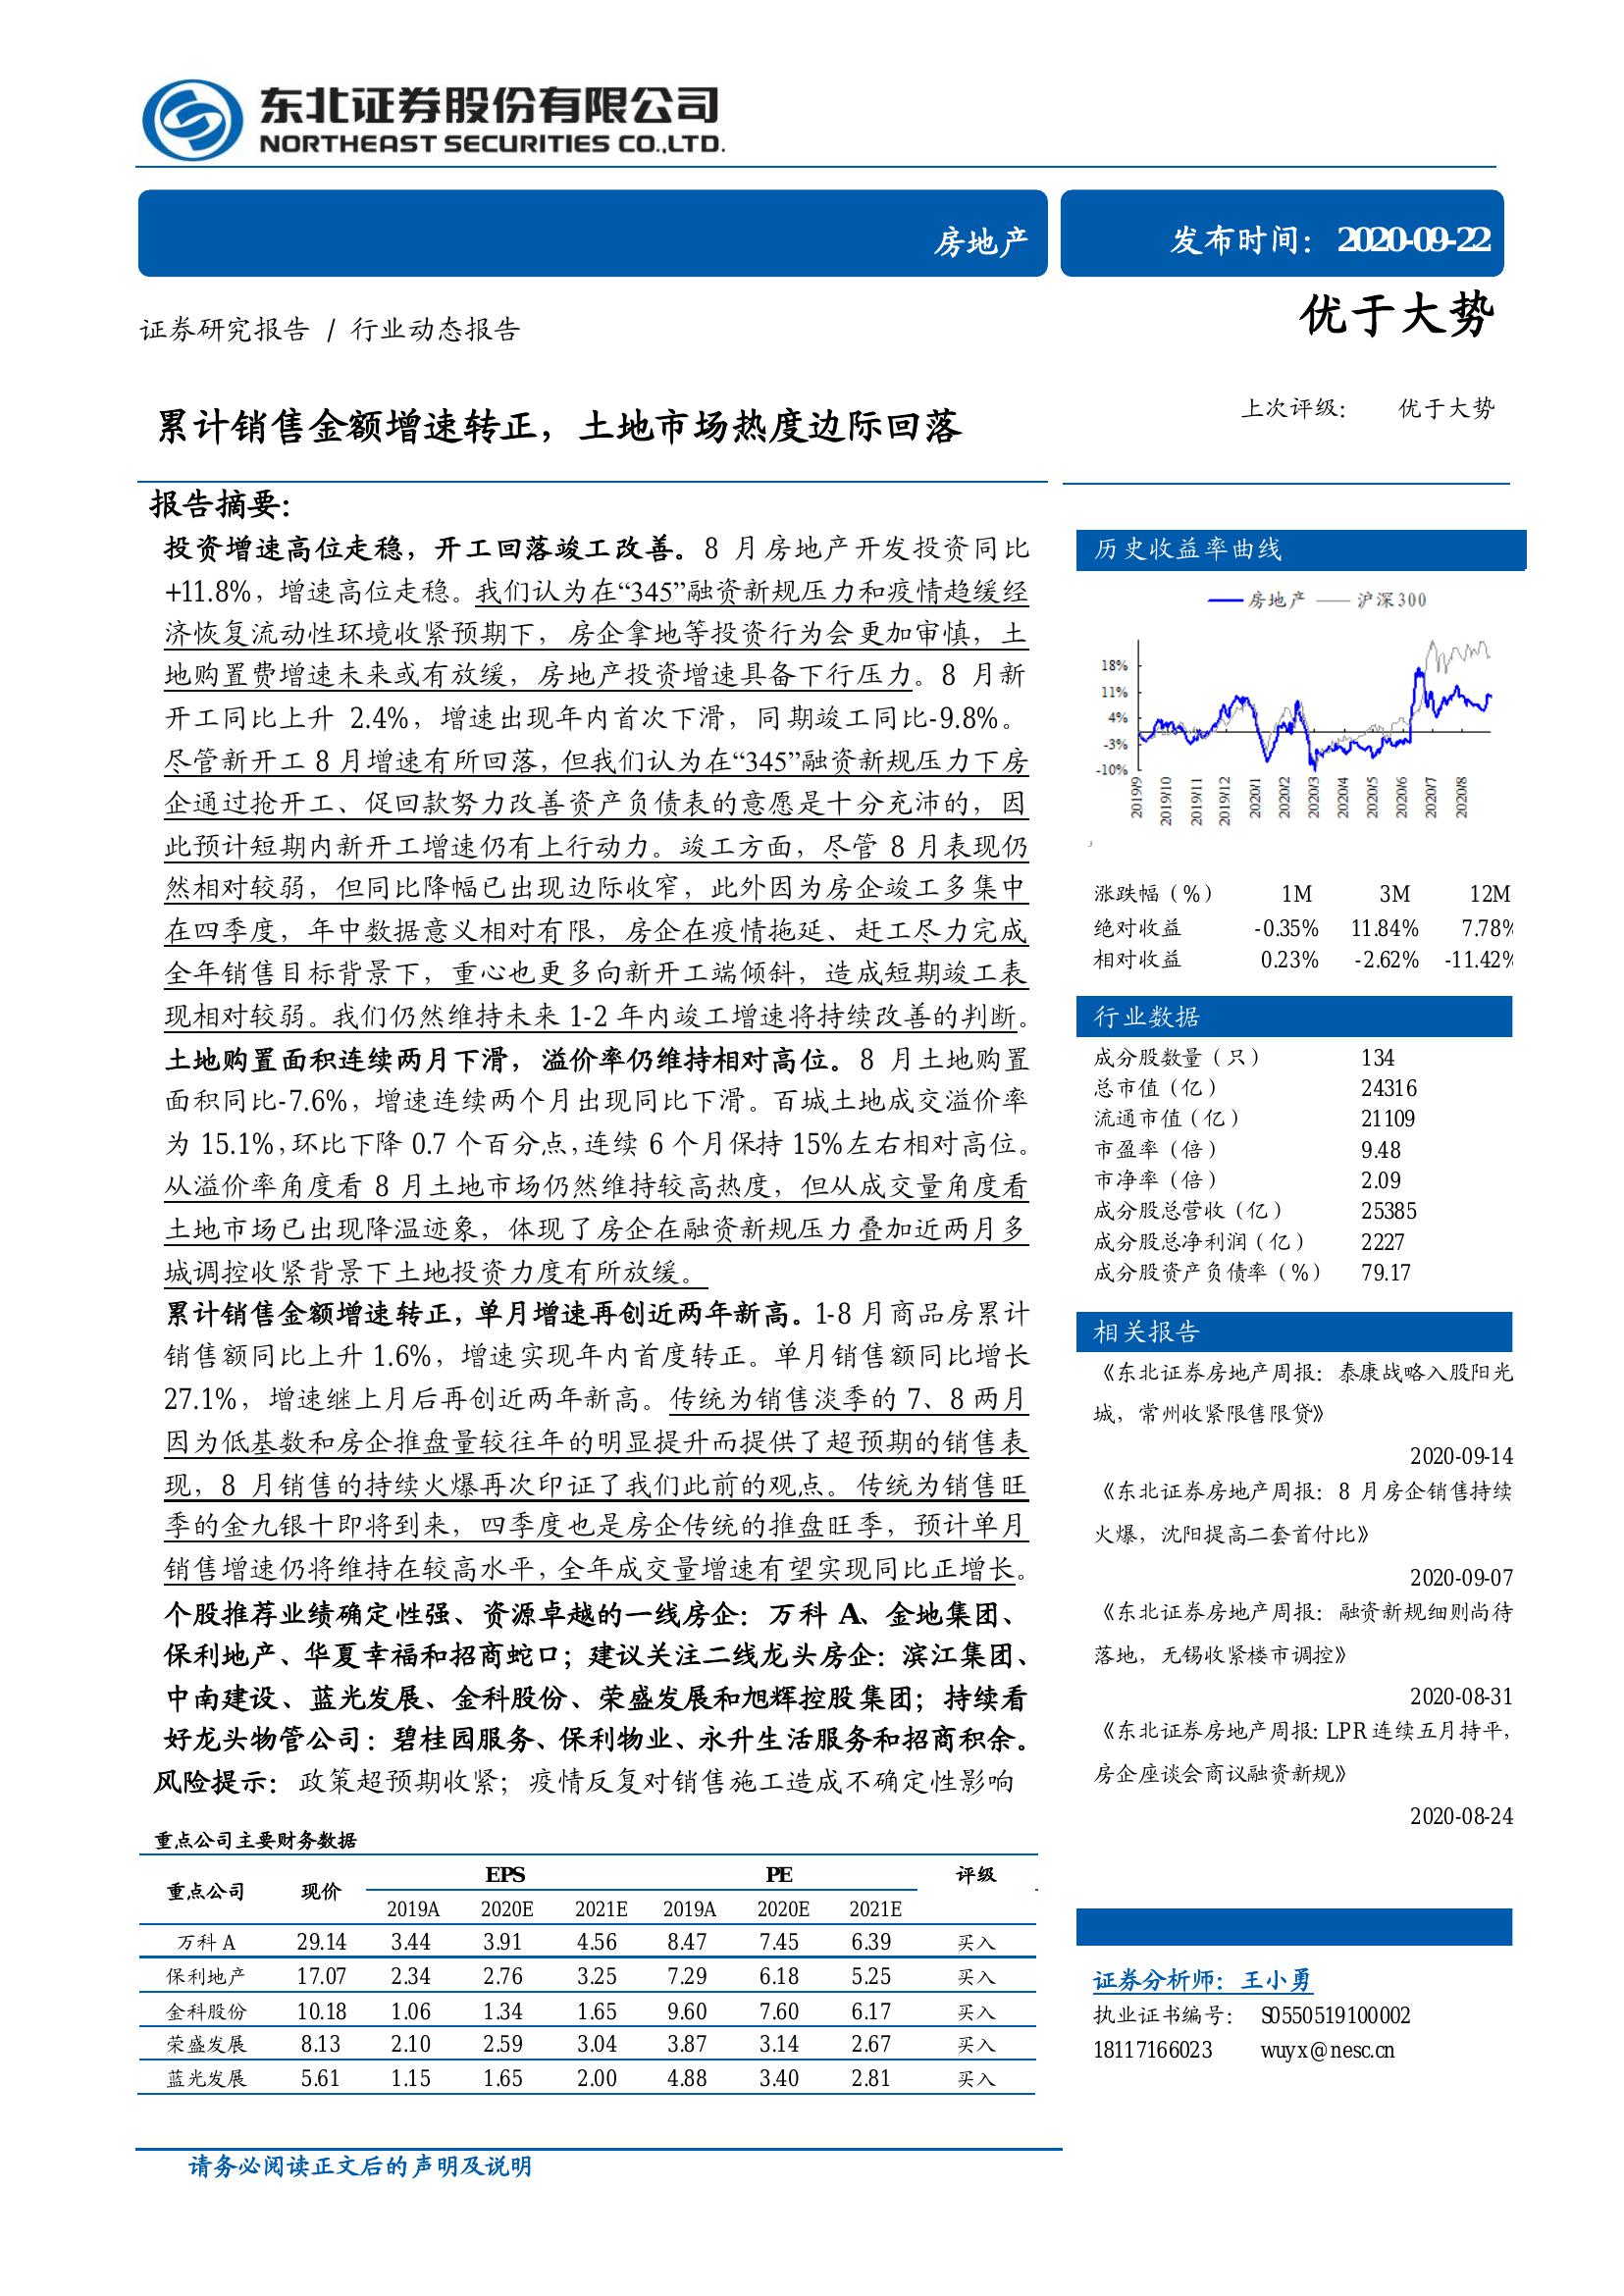 东北证券股份有限公司
NORTHEAST SECURITIES CO.,LTD.
房地产
发布时间：2020-09-22
证券研究报告 / 行业动态报告
优于大势
上次评级： 优于大势
累计销售金额增速转正，土地市场热度边际回落
报告摘要：
投资增速高位走稳，开工回落竣工改善。8 月房地产开发投资同比
+11.8%，增速高位走稳。我们认为在“345”融资新规压力和疫情趋缓经
济恢复流动性环境收紧预期下，房企拿地等投资行为会更加审慎，土
地购置费增速未来或有放缓，房地产投资增速具备下行压力。8 月新
开工同比上升 2.4%，增速出现年内首次下滑，同期竣工同比-9.8%。
尽管新开工 8 月增速有所回落，但我们认为在“345”融资新规压力下房
企通过抢开工、促回款努力改善资产负债表的意愿是十分充沛的，因
此预计短期内新开工增速仍有上行动力。竣工方面，尽管 8 月表现仍
然相对较弱，但同比降幅已出现边际收窄，此外因为房企竣工多集中
在四季度，年中数据意义相对有限，房企在疫情拖延、赶工尽力完成
全年销售目标背景下，重心也更多向新开工端倾斜，造成短期竣工表
现相对较弱。我们仍然维持未来 1-2 年内竣工增速将持续改善的判断。
土地购置面积连续两月下滑，溢价率仍维持相对高位。8 月土地购置
面积同比-7.6%，增速连续两个月出现同比下滑。百城土地成交溢价率
为 15.1%，环比下降 0.7 个百分点，连续 6 个月保持 15%左右相对高位。
从溢价率角度看 8 月土地市场仍然维持较高热度，但从成交量角度看
土地市场已出现降温迹象，体现了房企在融资新规压力叠加近两月多
城调控收紧背景下土地投资力度有所放缓。
累计销售金额增速转正，单月增速再创近两年新高。1-8 月商品房累计
销售额同比上升 1.6%，增速实现年内首度转正。单月销售额同比增长
27.1%，增速继上月后再创近两年新高。传统为销售淡季的 7、8 两月
因为低基数和房企推盘量较往年的明显提升而提供了超预期的销售表
现，8 月销售的持续火爆再次印证了我们此前的观点。传统为销售旺
季的金九银十即将到来，四季度也是房企传统的推盘旺季，预计单月
销售增速仍将维持在较高水平，全年成交量增速有望实现同比正增长。
个股推荐业绩确定性强、资源卓越的一线房企：万科 A、金地集团、
保利地产、华夏幸福和招商蛇口；建议关注二线龙头房企：滨江集团、
中南建设、蓝光发展、金科股份、荣盛发展和旭辉控股集团；持续看
好龙头物管公司：碧桂园服务、保利物业、永升生活服务和招商积余。
风险提示：政策超预期收紧；疫情反复对销售施工造成不确定性影响
重点公司主要财务数据
重点公司 现价 EPS PE 评级
2019A 2020E 2021E 2019A 2020E 2021E
万科 A 29.14 3.44 3.91 4.56 8.47 7.45 6.39 买入
保利地产 17.07 2.34 2.76 3.25 7.29 6.18 5.25 买入
金科股份 10.18 1.06 1.34 1.65 9.60 7.60 6.17 买入
荣盛发展 8.13 2.10 2.59 3.04 3.87 3.14 2.67 买入
蓝光发展 5.61 1.15 1.65 2.00 4.88 3.40 2.81 买入
历史收益率曲线
房地产 沪深300
18%
11%
4%
-3%
-10%
2019/9 2019/10 2019/11 2019/12 2020/1 2020/2 2020/3 2020/4 2020/5 2020/6 2020/7 2020/8
涨跌幅（%） 1M 3M 12M
绝对收益 -0.35% 11.84% 7.78%
相对收益 0.23% -2.62% -11.42%
行业数据
成分股数量（只） 134
总市值（亿） 24316
流通市值（亿） 21109
市盈率（倍） 9.48
市净率（倍） 2.09
成分股总营收（亿） 25385
成分股总净利润（亿） 2227
成分股资产负债率（%） 79.17
相关报告
《东北证券房地产周报：泰康战略入股阳光
城，常州收紧限售限贷》
2020-09-14
《东北证券房地产周报：8 月房企销售持续
火爆，沈阳提高二套首付比》
2020-09-07
《东北证券房地产周报：融资新规细则尚待
落地，无锡收紧楼市调控》
2020-08-31
《东北证券房地产周报：LPR 连续五月持平，
房企座谈会商议融资新规》
2020-08-24
证券分析师：王小勇
执业证书编号： S0550519100002
18117166023 wuyx@nesc.cn
请务必阅读正文后的声明及说明